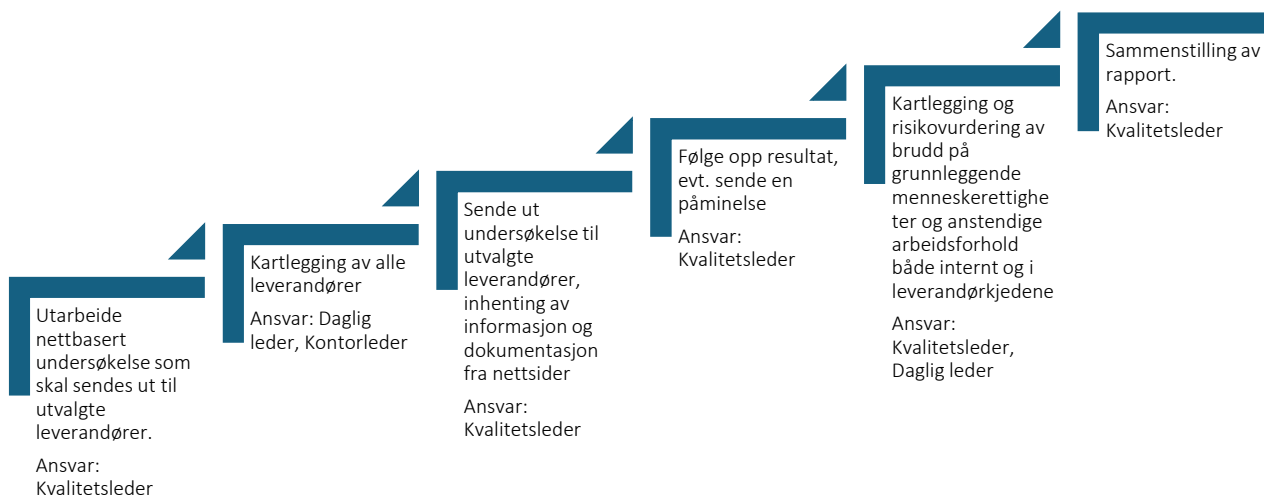 Utarbeide
nettbasert
undersøkelse som
skal sendes ut til
utvalgte
leverandører.
Ansvar:
Kvalitetsleder
Kartlegging av alle
leverandører
Ansvar: Daglig
leder, Kontorleder
Sende ut
undersøkelse til
utvalgte
leverandører,
inhenting av
informasjon og
dokumentasjon
fra nettsider
Ansvar:
Kvalitetsleder
Følge opp resultat,
evt. sende en
påminelse
Ansvar:
Kvalitetsleder
Kartlegging og
risikovurdering av
brudd på
grunnleggende
menneskerettighe
ter og anstendige
arbeidsforhold
både internt og i
leverandørkjedene
Ansvar:
Kvalitetsleder,
Daglig leder
Sammenstilling av
rapport.
Ansvar:
Kvalitetsleder